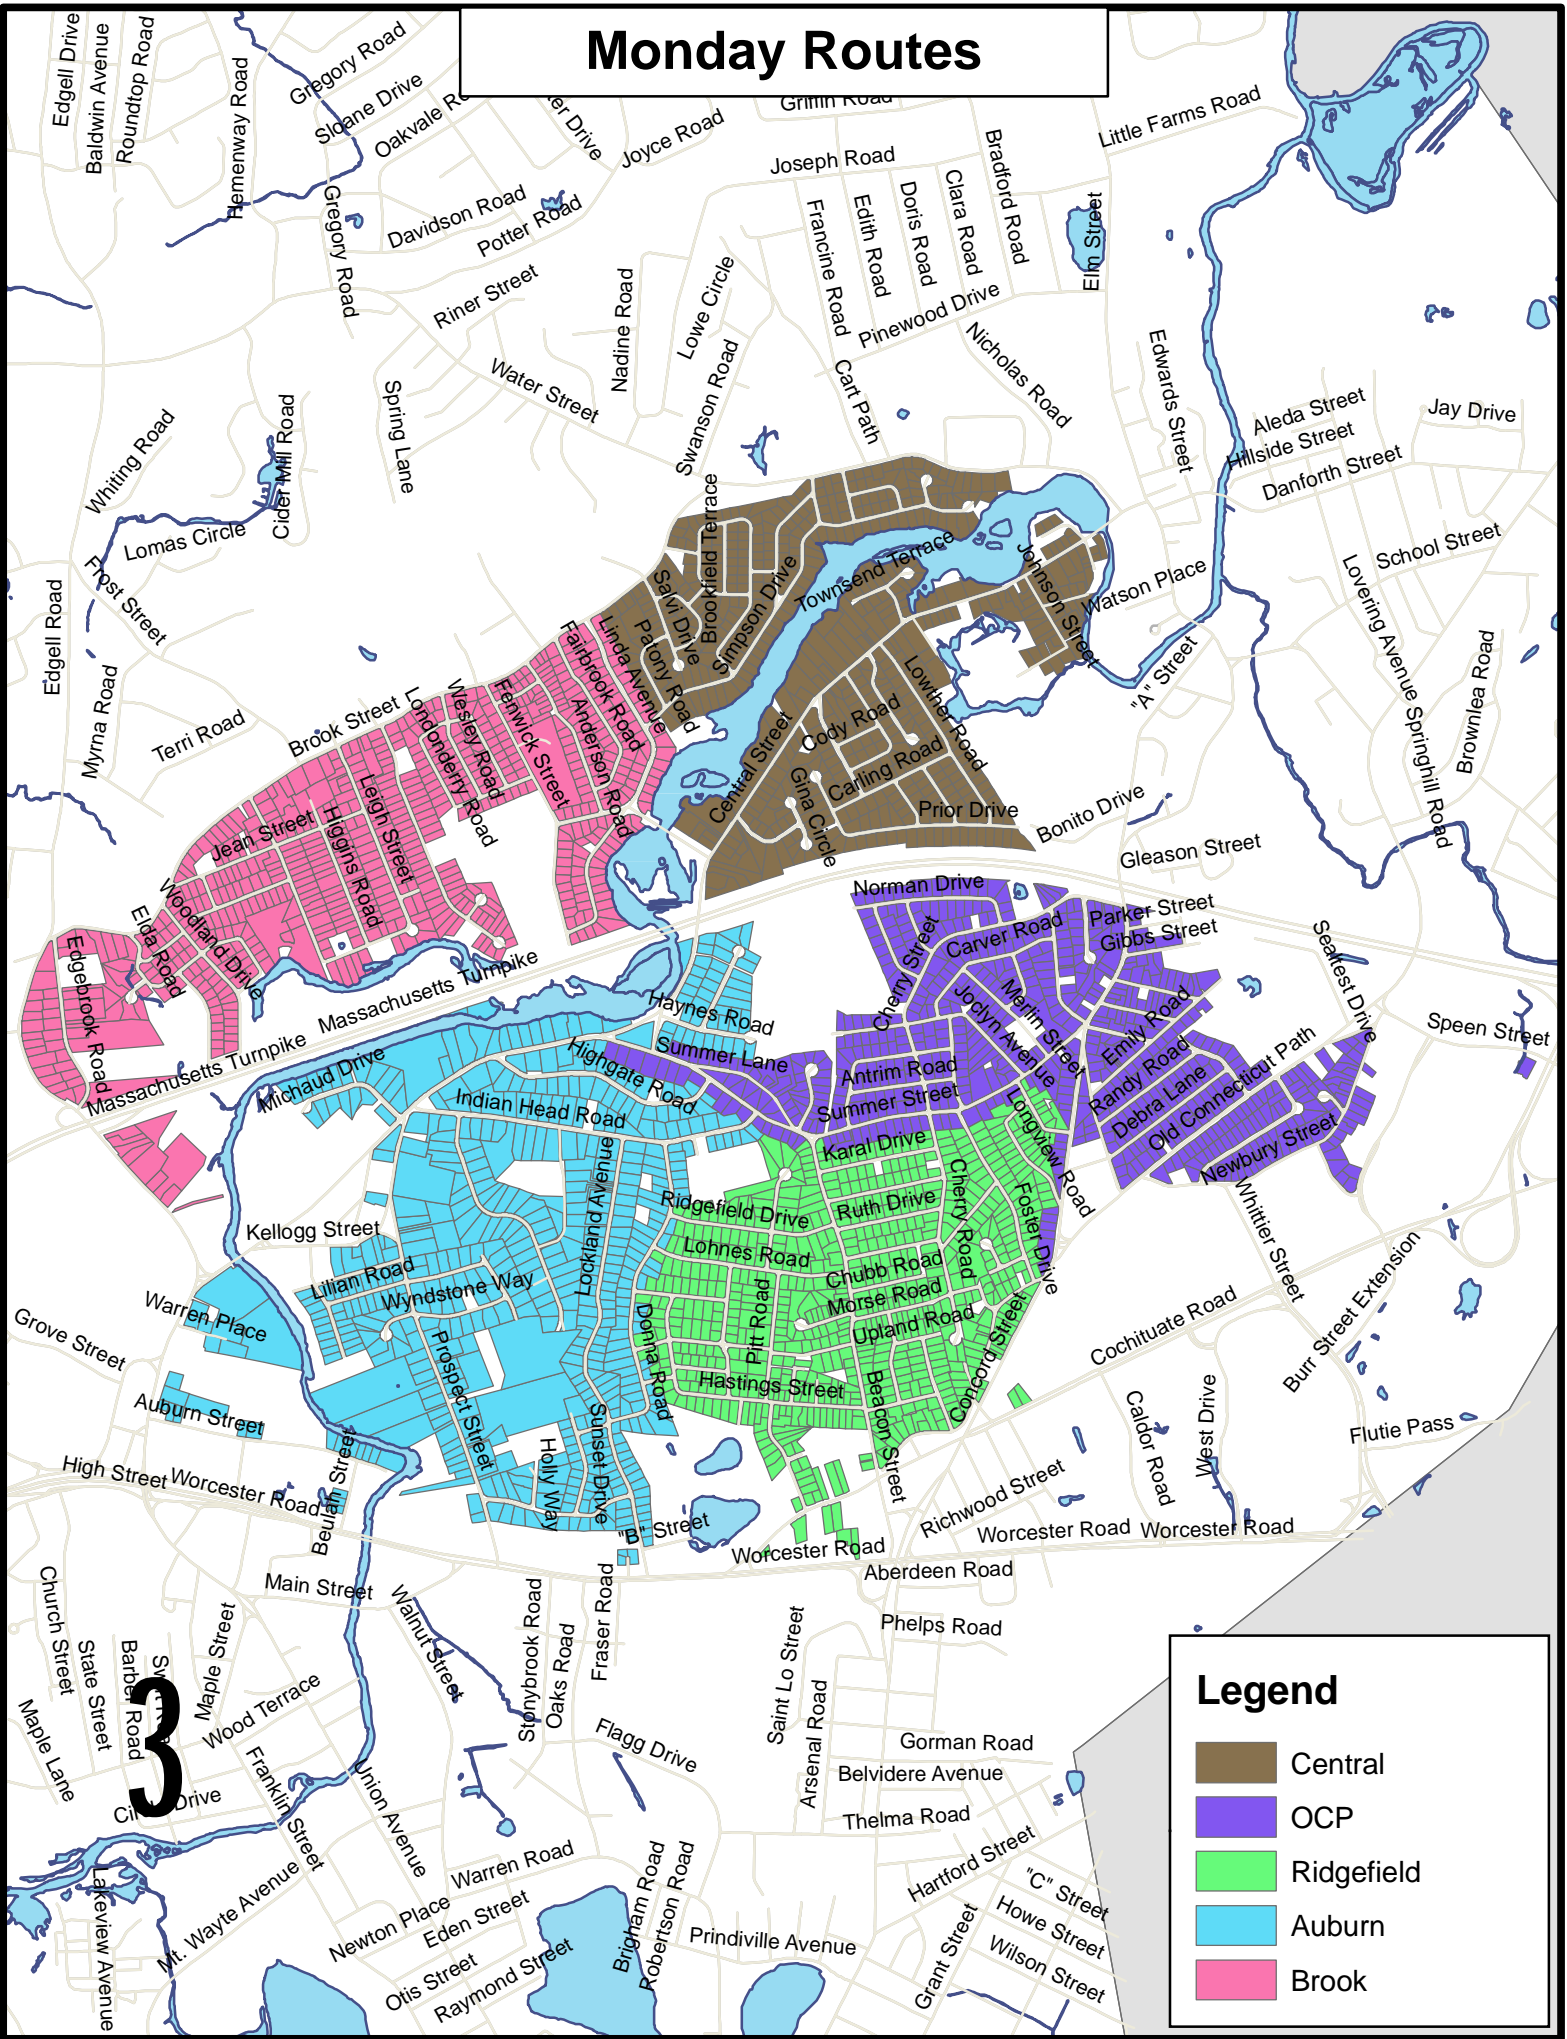 Monday Routes
Edgell Drive
Baldwin Avenue
Roundtop Road
Hemenway Road
Gregory Road
Sloane Drive
Oakvale
Drive
Joyce Road
Griffin Road
Joseph Road
Bradford Road
Little Farms Road
Gregory Road
Davidson Road
Potter Road
Riner Street
Nadine Road
Lowe Circle
Francine Road
Edith Road
Doris Road
Clara Road
Elm Street
Pinewood Drive
Water Street
Swanson Road
Cart Path
Nicholas Road
Edwards Street
Aleda Street
Jay Drive
Hillside Street
Danforth Street
Whiting Road
Cider Mill Road
Spring Lane
Lomas Circle
Frost Street
School Street
Edgell Road
Brookfield Terrace
Salvi Drive
Simpson Drive
Townsend Terrace
Johnson Street
Watson Place
Lovering Avenue
Springhill Road
Brownlea Road
Linda Avenue
Patony Road
Fairbrook Road
Lowther Road
"A" Street
Myrna Road
Terri Road
Brook Street
Londonderry Road
Wesley Road
Fenwick Street
Anderson Road
Cody Road
Central Street
Carling Road
Gina Circle
Prior Drive
Bonito Drive
Gleason Street
Jean Street
Higgins Road
Leigh Street
Woodland Drive
Elda Road
Edgebrook Road
Norman Drive
Parker Street
Gibbs Street
Carver Road
Cherry Street
Sealtest Drive
Massachusetts Turnpike
Massachusetts Turnpike
Haynes Road
Joclyn Avenue
Merlin Street
Emily Road
Speen Street
Michaud Drive
Highgate Road
Summer Lane
Antrim Road
Summer Street
Randy Road
Debra Lane
Old Connecticut Path
Indian Head Road
Karal Drive
Longview Road
Newbury Street
Kellogg Street
Lockland Avenue
Ridgefield Drive
Ruth Drive
Cherry Road
Foster Drive
Whittier Street
Lohnes Road
Chubb Road
Lilian Road
Wyndstone Way
Morse Road
Upland Road
Burr Street Extension
Warren Place
Grove Street
Prospect Street
Donna Road
Pitt Road
Concord Street
Cochituate Road
Hastings Street
Beacon Street
Auburn Street
Caldor Road
West Drive
Flutie Pass
High Street
Worcester Road
Beulah Street
Holly Way
Sunset Drive
"B" Street
Richwood Street
Worcester Road
Worcester Road
Worcester Road
Aberdeen Road
Main Street
Walnut Street
Church Street
State Street
Barber Road
Maple Street
Stonybrook Road
Oaks Road
Fraser Road
Saint Lo Street
Phelps Road
Maple Lane
Wood Terrace
3
Flagg Drive
Arsenal Road
Gorman Road
Belvidere Avenue
Thelma Road
Drive
Franklin Street
Union Avenue
Warren Road
Hartford Street
Lakeview Avenue
Mt. Wayte Avenue
Newton Place
Eden Street
Otis Street
Raymond Street
Brigham Road
Robertson Road
Prindiville Avenue
Grant Street
"C" Street
Howe Street
Wilson Street
Legend
Central
OCP
Ridgefield
Auburn
Brook